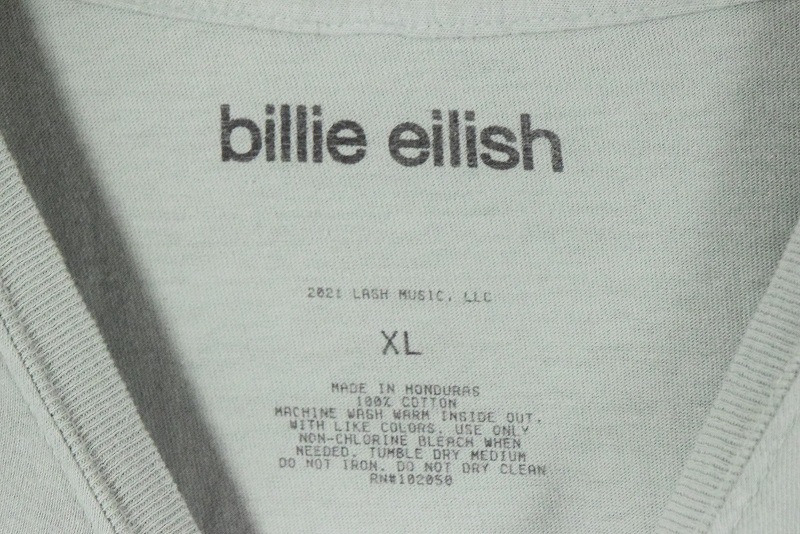 billie eilish
2021 LASH MUSIC, LLC
XL
MADE IN HONDURAS
100% COTTON
MACHINE WASH WARM INSIDE OUT,
WITH LIKE COLORS. USE ONLY
NON-CHLORINE BLEACH WHEN
NEEDED. TUMBLE DRY MEDIUM
DO NOT IRON. DO NOT DRY CLEAN
RN#102050